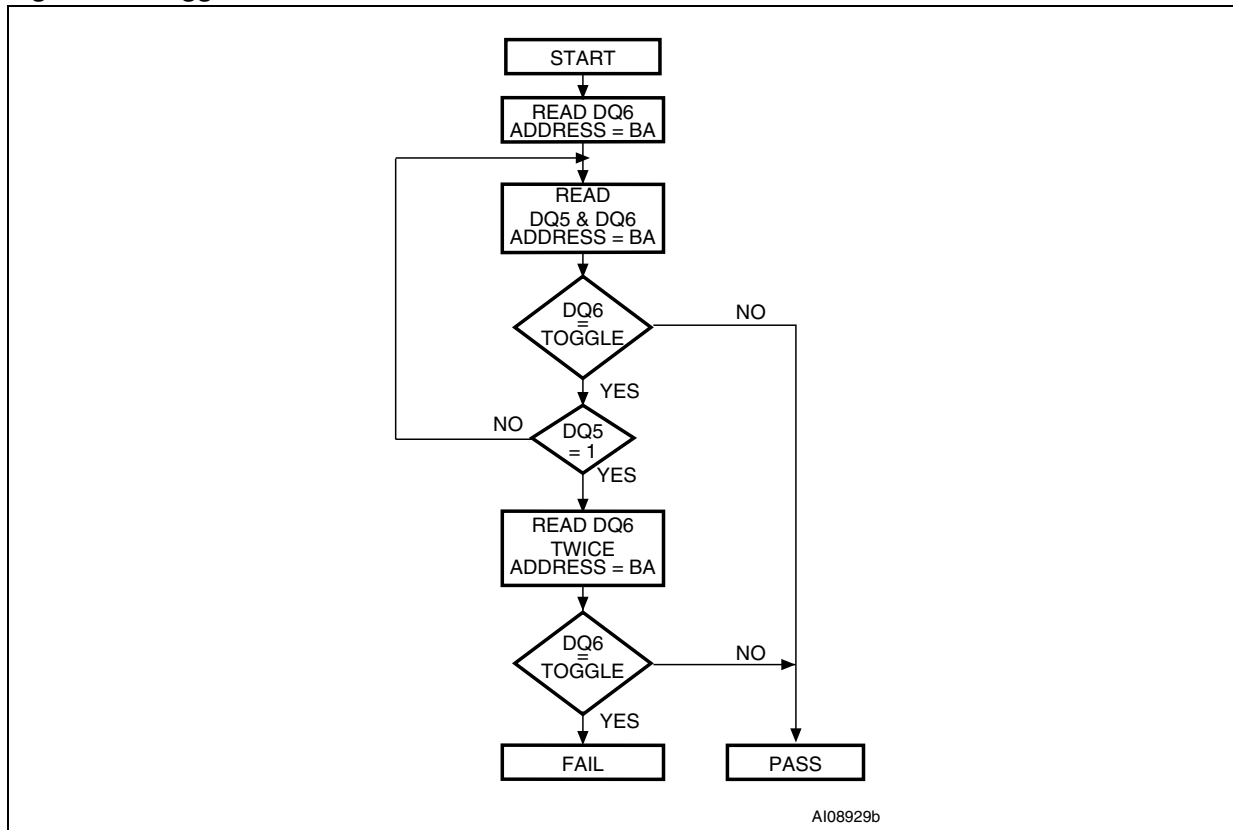 START
READ DQ6
ADDRESS = BA
READ
DQ5 & DQ6
ADDRESS = BA
DQ6
=
TOGGLE
NO
YES
NO
DQ5
= 1
YES
READ DQ6
TWICE
ADDRESS = BA
DQ6
=
TOGGLE
NO
YES
FAIL
PASS
AI08929b